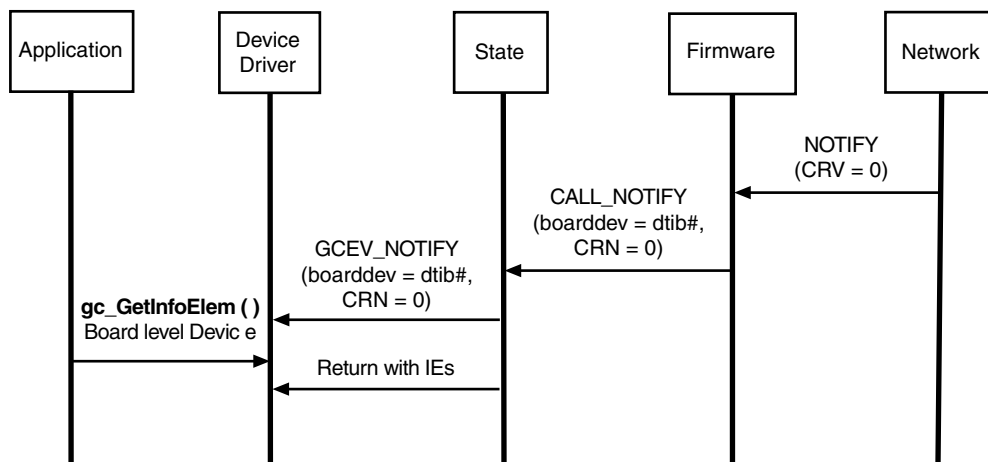 Application
Device
Driver
State
Firmware
Network
NOTIFY
(CRV = 0)
CALL_NOTIFY
(boarddev = dtib#,
CRN = 0)
GCEV_NOTIFY
(boarddev = dtib#,
CRN = 0)
gc_GetInfoElem ( )
Board level Devic e
Return with IEs